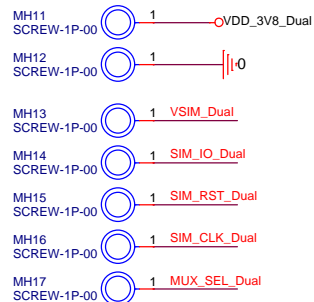 MH11 1 VDD_3V8_Dual
SCREW-1P-00
MH12 1 0
SCREW-1P-00
MH13 1 VSIM_Dual
SCREW-1P-00
MH14 1 SIM_IO_Dual
SCREW-1P-00
MH15 1 SIM_RST_Dual
SCREW-1P-00
MH16 1 SIM_CLK_Dual
SCREW-1P-00
MH17 1 MUX_SEL_Dual
SCREW-1P-00